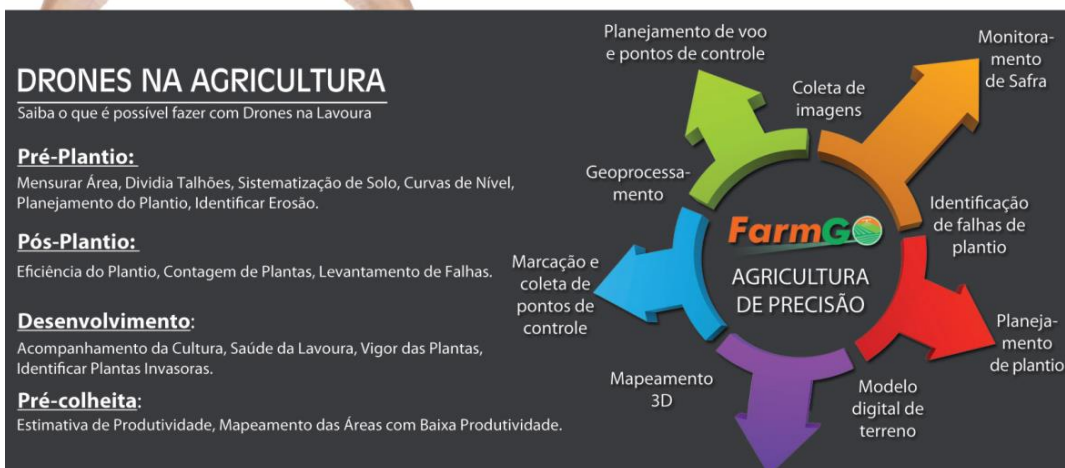 DRONES NA AGRICULTURA
Saiba o que é possível fazer com Drones na Lavoura
Pré-Plantio:
Mensurar Área, Dividia Talhões, Sistematização de Solo, Curvas de Nível,
Planejamento do Plantio, Identificar Erosão.
Pós-Plantio:
Eficiência do Plantio, Contagem de Plantas, Levantamento de Falhas.
Desenvolvimento:
Acompanhamento da Cultura, Saúde da Lavoura, Vigor das Plantas,
Identificar Plantas Invasoras.
Pré-colheita:
Estimativa de Produtividade, Mapeamento das Áreas com Baixa Produtividade.
Planejamento de voo
e pontos de controle
Coleta de
imagens
Monitora-
mento
de Safra
Geoprocessa-
mento
Identificação
de falhas de
plantio
FarmGO
AGRICULTURA
DE PRECISÃO
Marcação e
coleta de
pontos de
controle
Planeja-
mento
de plantio
Mapeamento
3D
Modelo
digital de
terreno